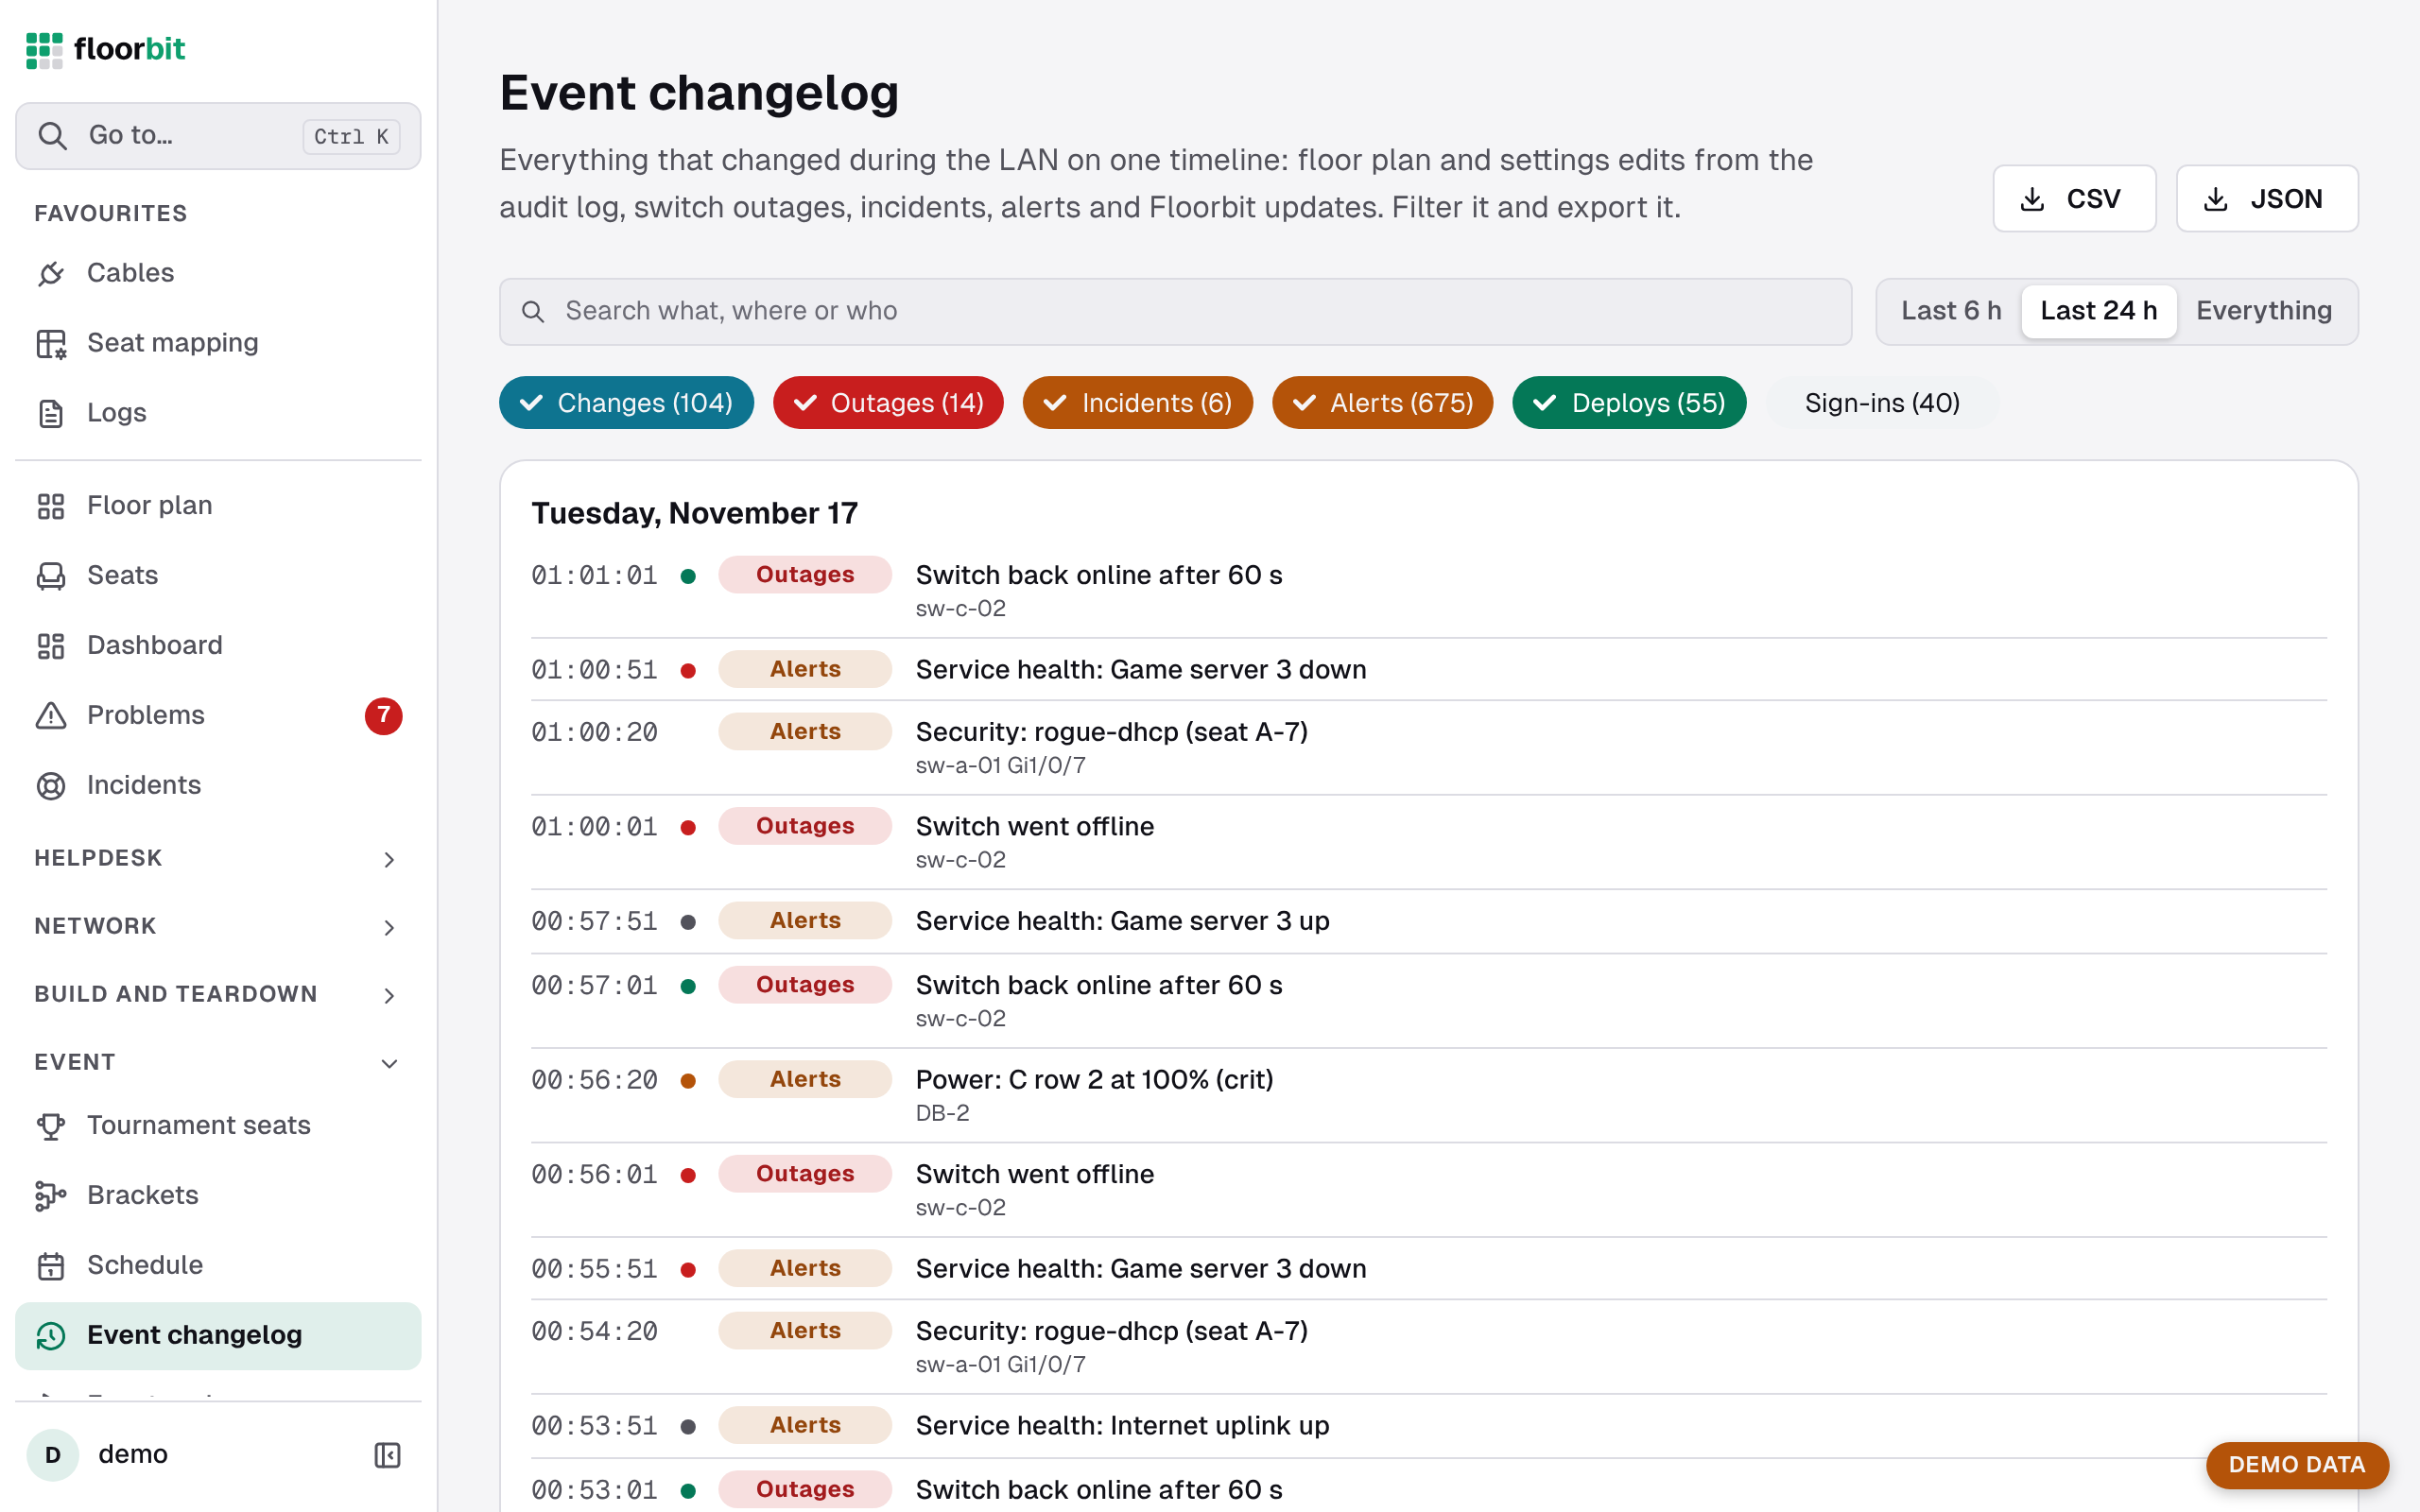 floorbit
Go to...
Ctrl K
FAVOURITES
Cables
Seat mapping
Logs
Floor plan
Seats
Dashboard
Problems
7
Incidents
HELPDESK
NETWORK
BUILD AND TEARDOWN
EVENT
Tournament seats
Brackets
Schedule
Event changelog
D
demo
Event changelog
Everything that changed during the LAN on one timeline: floor plan and settings edits from the
audit log, switch outages, incidents, alerts and Floorbit updates. Filter it and export it.
CSV
JSON
Search what, where or who
Last 6 h
Last 24 h
Everything
Changes (104)
Outages (14)
Incidents (6)
Alerts (675)
Deploys (55)
Sign-ins (40)
Tuesday, November 17
01:01:01 Outages Switch back online after 60 s
sw-c-02
01:00:51 Alerts Service health: Game server 3 down
01:00:20 Alerts Security: rogue-dhcp (seat A-7)
sw-a-01 Gi1/0/7
01:00:01 Outages Switch went offline
sw-c-02
00:57:51 Alerts Service health: Game server 3 up
00:57:01 Outages Switch back online after 60 s
sw-c-02
00:56:20 Alerts Power: C row 2 at 100% (crit)
DB-2
00:56:01 Outages Switch went offline
sw-c-02
00:55:51 Alerts Service health: Game server 3 down
00:54:20 Alerts Security: rogue-dhcp (seat A-7)
sw-a-01 Gi1/0/7
00:53:51 Alerts Service health: Internet uplink up
00:53:01 Outages Switch back online after 60 s
DEMO DATA